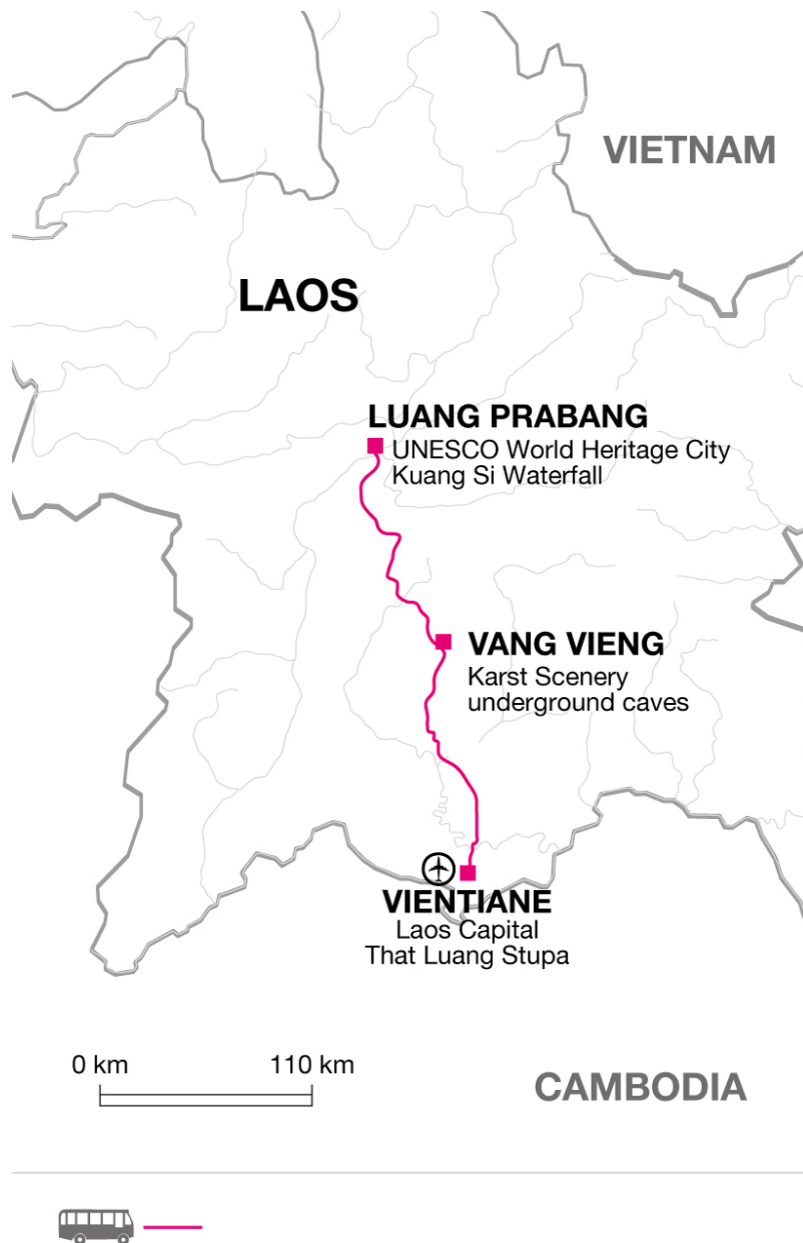 VIETNAM
LAOS
LUANG PRABANG
UNESCO World Heritage City
Kuang Si Waterfall
VANG VIENG
Karst Scenery
underground caves
VIENTIANE
Laos Capital
That Luang Stupa
0 km 110 km
CAMBODIA